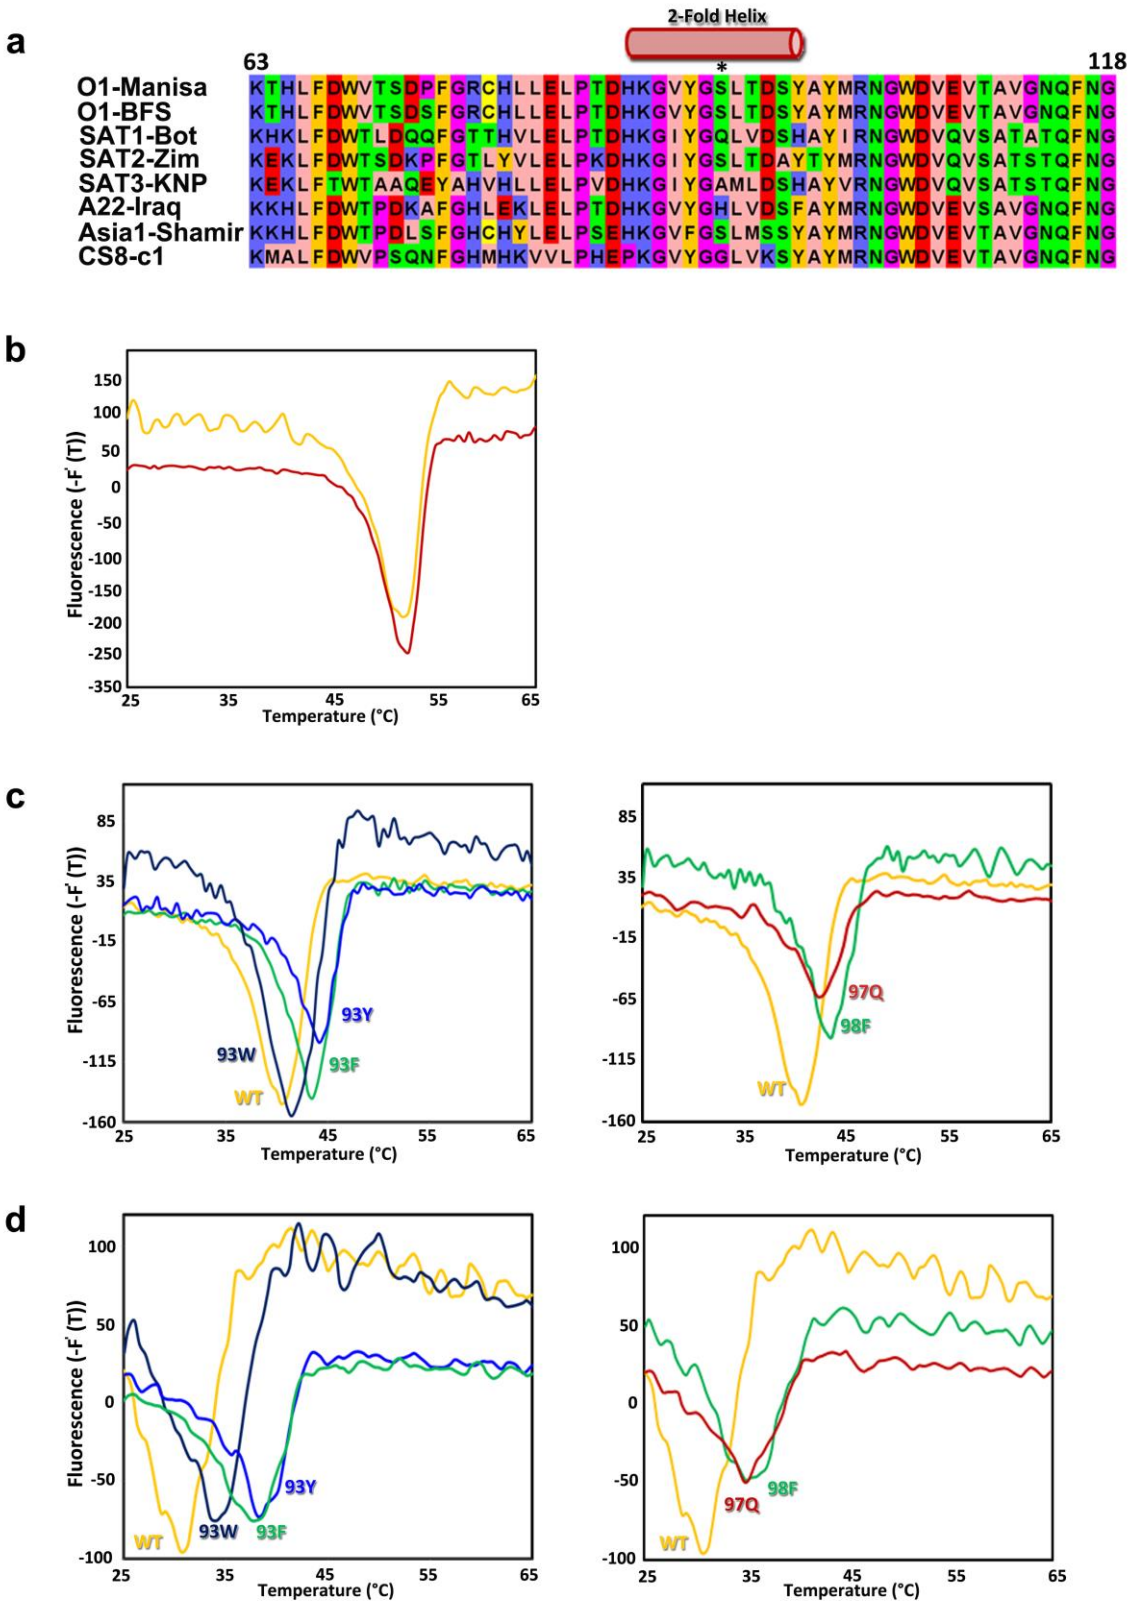 a
2-Fold Helix
63 * 118
O1-Manisa KTHLFDWVTSDPFGRCHLLELPTDHKGVYGSLTDSYAYMRNGWDVEVTAVGNQFNG
O1-BFS KTHLFDWVTSDSFGRCHLLELPTDHKGVYGSLTDSYAYMRNGWDVEVTAVGNQFNG
SAT1-Bot KHKLFDWTLDQQFGTTHVLELPTDHKGIYGQLVDSHAYIRNGWDVQVSATATQFNG
SAT2-Zim KEKLFDWTSDKPFGTLYVLELPKDHKGIYGSLTDAYTYMRNGWDVQVSATSTQFNG
SAT3-KNP KEKLFTWTAAQEYAHVHLLELPVDHKGIYGAMLDSHAYVRNGWDVQVSATSTQFNG
A22-Iraq KKHLFDWTPDKAFGHLEKLELPTDHKGVYGHLVDSFAYMRNGWDVEVSAVGNQFNG
Asia1-Shamir KKHLFDWTPDLSFGHCHYLELPSEHKGVFGSLMSSYAYMRNGWDVEVTAVGNQFNG
CS8-c1 KMALFDWVPSQNFGHMHKVVLPHEPKGVYGGLVKSYAYMRNGWDVEVTAVGNQFNG
b
Fluorescence (-F' (T))
150
100
50
0
-50
-100
-150
-200
-250
-350
25 35 45 55 65
Temperature (°C)
c
Fluorescence (-F' (T))
85
35
-15
-65
-115
-160
93Y
93W
93F
WT
25 35 45 55 65
Temperature (°C)
85
35
-15
-65
-115
-160
97Q
98F
WT
25 35 45 55 65
Temperature (°C)
d
Fluorescence (-F' (T))
100
50
0
-50
-100
93Y
WT 93W 93F
25 35 45 55 65
Temperature (°C)
100
50
0
-50
-100
98F
97Q
WT
25 35 45 55 65
Temperature (°C)